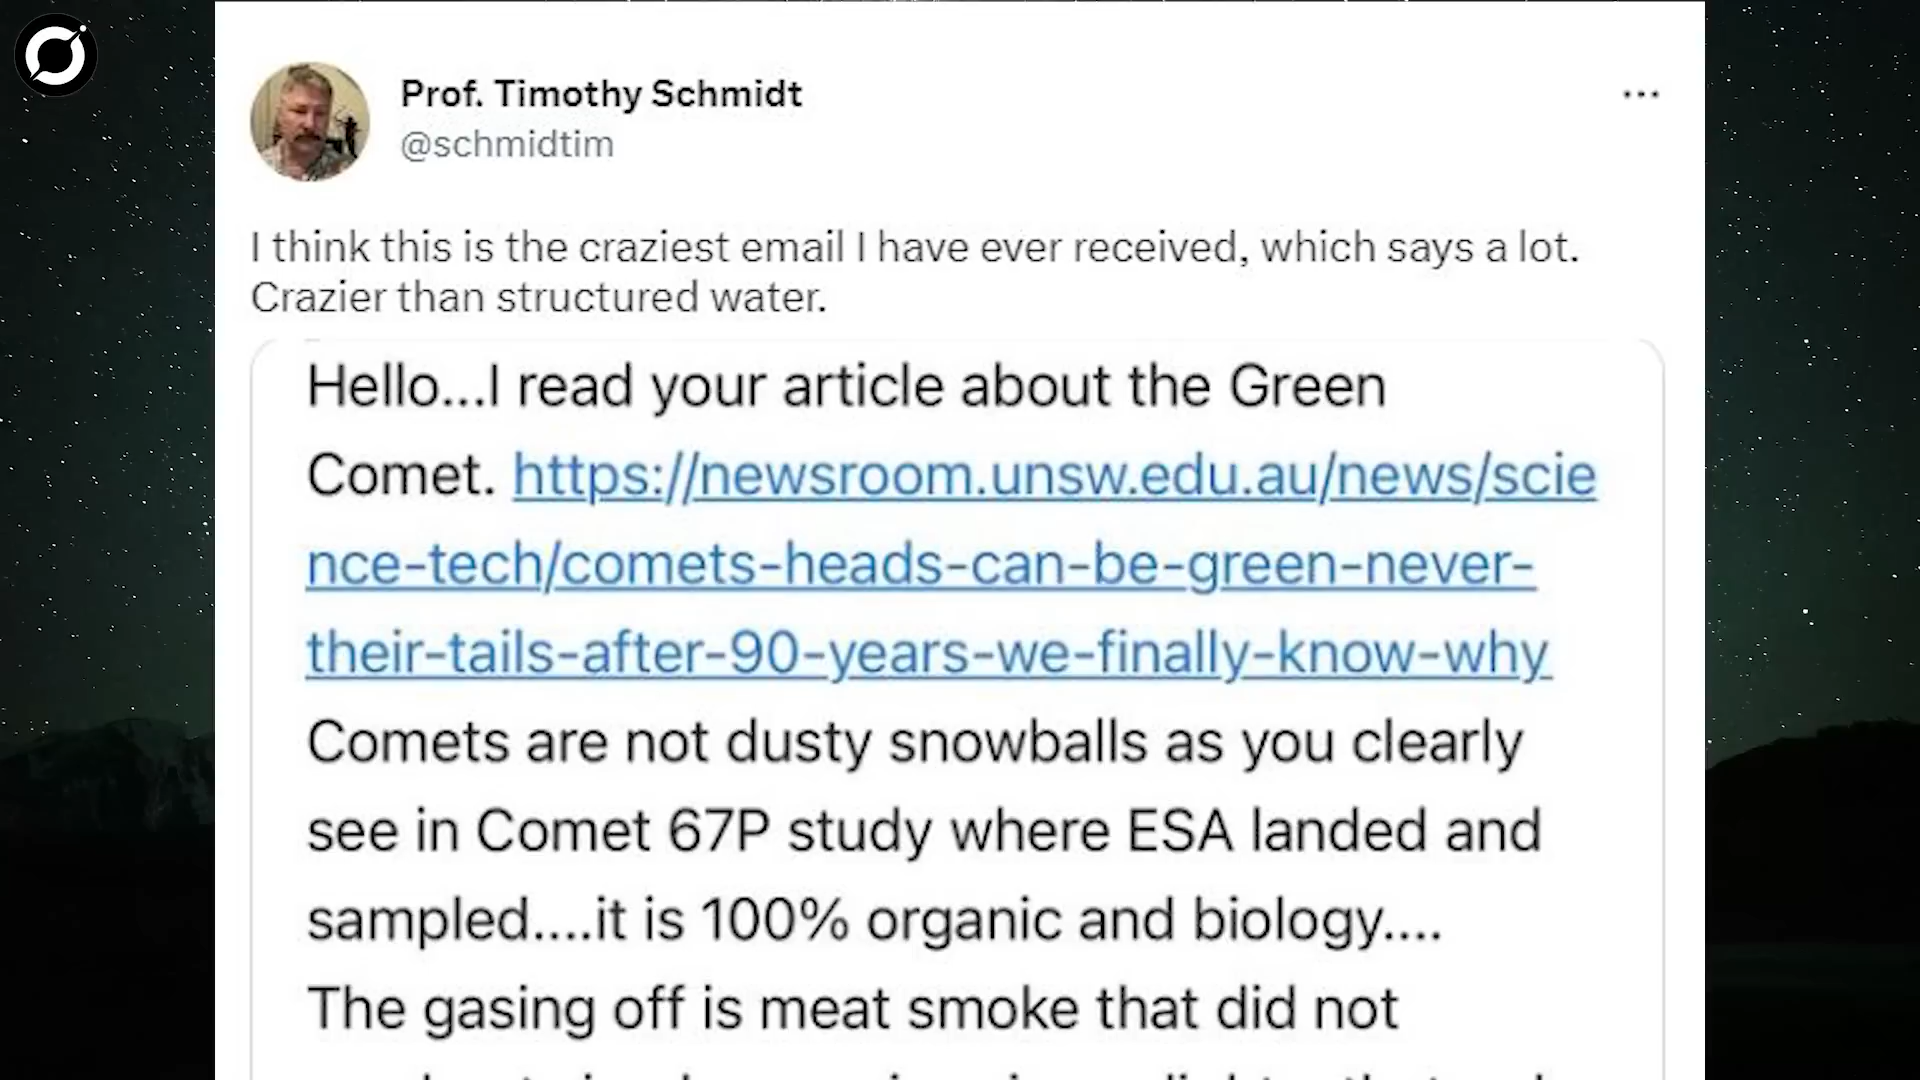 Prof. Timothy Schmidt
@schmidtim
I think this is the craziest email I have ever received, which says a lot.
Crazier than structured water.
Hello...I read your article about the Green
Comet. https://newsroom.unsw.edu.au/news/scie
nce-tech/comets-heads-can-be-green-never-
their-tails-after-90-years-we-finally-know-why
Comets are not dusty snowballs as you clearly
see in Comet 67P study where ESA landed and
sampled....it is 100% organic and biology....
The gasing off is meat smoke that did not